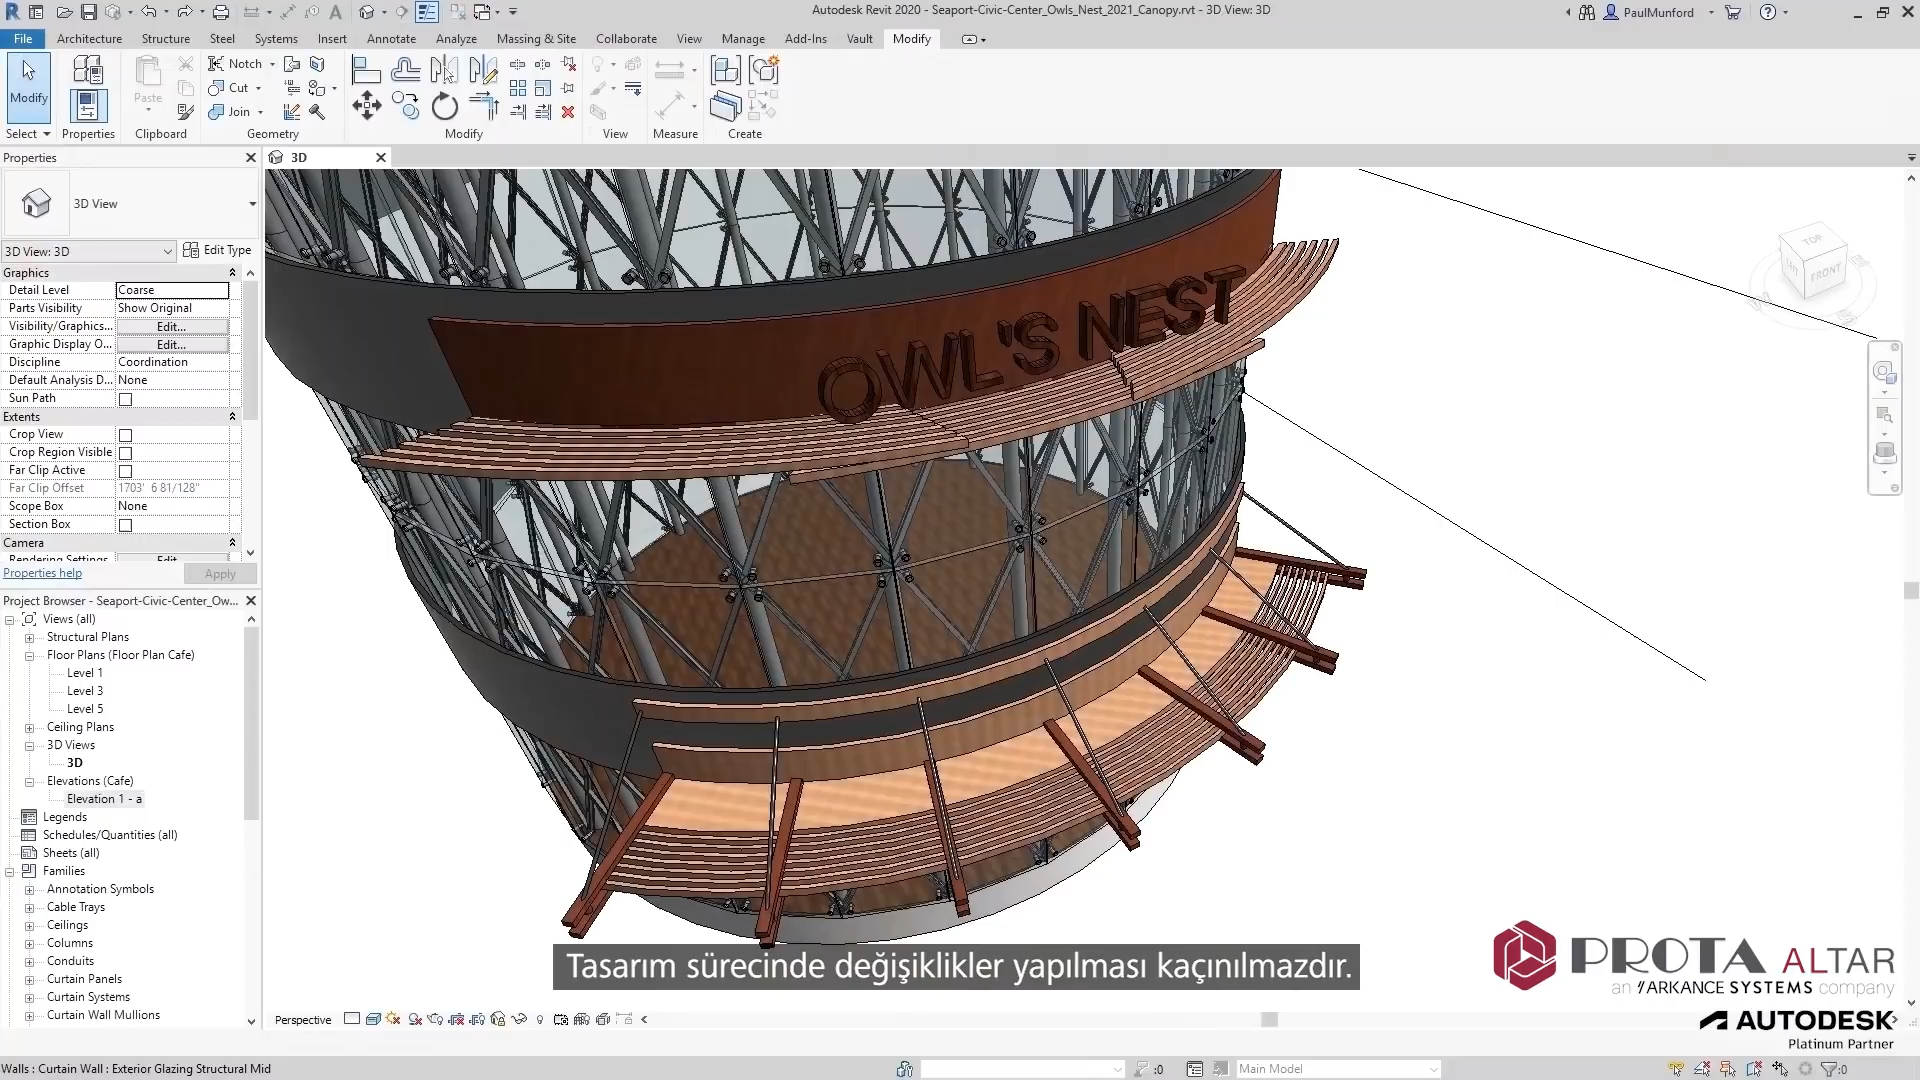 Autodesk Revit 2020 - Seaport-Civic-Center_Owls_Nest_2021_Canopy.rvt - 3D View: 3D
PaulMunford
File Architecture Structure Steel Systems Insert Annotate Analyze Massing & Site Collaborate View Manage Add-Ins Vault Modify
Modify
Paste
Notch
Cut
Join
Select Properties Clipboard Geometry Modify View Measure Create
Properties
3D
3D View
3D View: 3D
Edit Type
Graphics
Detail Level Coarse
Parts Visibility Show Original
Visibility/Graphics... Edit...
Graphic Display O... Edit...
Discipline Coordination
Default Analysis D... None
Sun Path
Extents
Crop View
Crop Region Visible
Far Clip Active
Far Clip Offset 1703' 6 81/128"
Scope Box None
Section Box
Camera
Rendering Settings Edit
Properties help
Apply
Project Browser - Seaport-Civic-Center_Ow...
Views (all)
Structural Plans
Floor Plans (Floor Plan Cafe)
Level 1
Level 3
Level 5
Ceiling Plans
3D Views
3D
Elevations (Cafe)
Elevation 1 - a
Legends
Schedules/Quantities (all)
Sheets (all)
Families
Annotation Symbols
Cable Trays
Ceilings
Columns
Conduits
Curtain Panels
Curtain Systems
Curtain Wall Mullions
OWL'S NEST
TOP
FRONT
Tasarım sürecinde değişiklikler yapılması kaçınılmazdır.
PROTA ALTAR
an ARKANCE SYSTEMS company
AUTODESK
Platinum Partner
Perspective
Walls : Curtain Wall : Exterior Glazing Structural Mid
:0
Main Model
:0